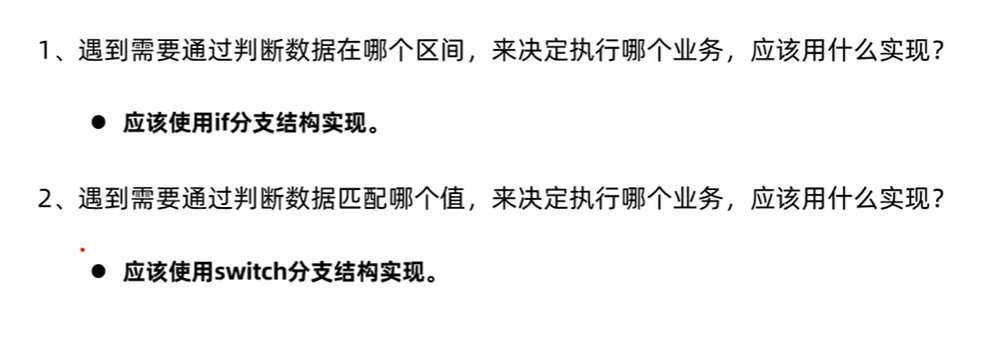 1、遇到需要通过判断数据在哪个区间，来决定执行哪个业务，应该用什么实现？
● 应该使用if分支结构实现。
2、遇到需要通过判断数据匹配哪个值，来决定执行哪个业务，应该用什么实现？
● 应该使用switch分支结构实现。